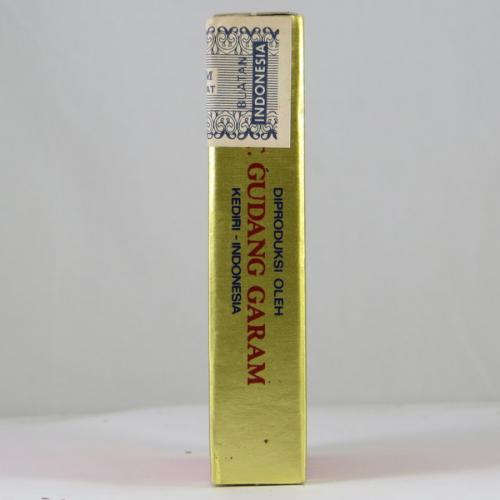 BUATAN
INDONESIA
DIPRODUKSI OLEH
. GUDANG GARAM
KEDIRI - INDONESIA